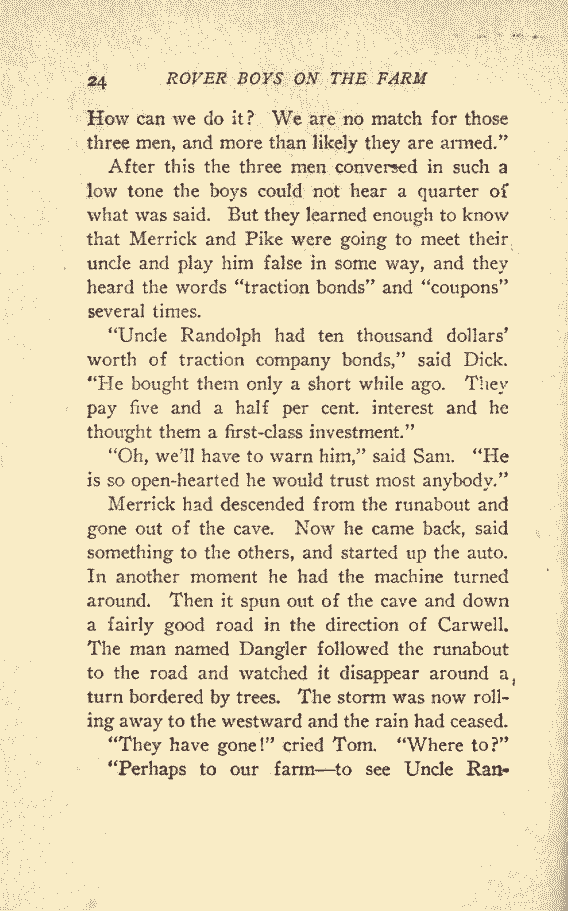 24 ROVER BOYS ON THE FARM
How can we do it? We are no match for those
three men, and more than likely they are armed.”
After this the three men conversed in such a
low tone the boys could not hear a quarter of
what was said. But they learned enough to know
that Merrick and Pike were going to meet their
uncle and play him false in some way, and they
heard the words “traction bonds” and “coupons”
several times.
“Uncle Randolph had ten thousand dollars’
worth of traction company bonds,” said Dick.
“He bought them only a short while ago. They
pay five and a half per cent. interest and he
thought them a first-class investment.”
“Oh, we’ll have to warn him,” said Sam. “He
is so open-hearted he would trust most anybody.”
Merrick had descended from the runabout and
gone out of the cave. Now he came back, said
something to the others, and started up the auto.
In another moment he had the machine turned
around. Then it spun out of the cave and down
a fairly good road in the direction of Carwell.
The man named Dangler followed the runabout
to the road and watched it disappear around a
turn bordered by trees. The storm was now roll-
ing away to the westward and the rain had ceased.
“They have gone!” cried Tom. “Where to?”
“Perhaps to our farm—to see Uncle Ran-